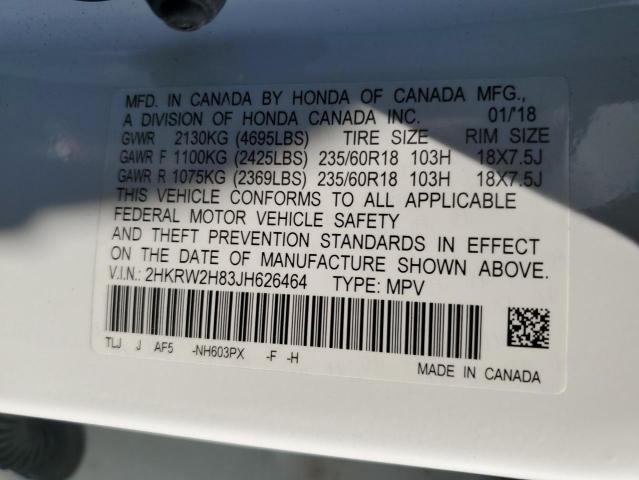 MFD. IN CANADA BY HONDA OF CANADA MFG.,
A DIVISION OF HONDA CANADA INC. 01/'18
GVWR 2130KG (4695LBS) TIRE SIZE RIM SIZE
GAWR F 1100KG (2425LBS) 235/60R18 103H 18X7.5J
GAWR R 1075KG (2369LBS) 235/60R18 103H 18X7.5J
THIS VEHICLE CONFORMS TO ALL APPLICABLE
FEDERAL MOTOR VEHICLE SAFETY
AND THEFT PREVENTION STANDARDS IN EFFECT
ON THE DATE OF MANUFACTURE SHOWN ABOVE.
V.I.N.: 2HKRW2H83JH626464 TYPE: MPV
TLJ J AF5 -NH603PX -F -H
MADE IN CANADA